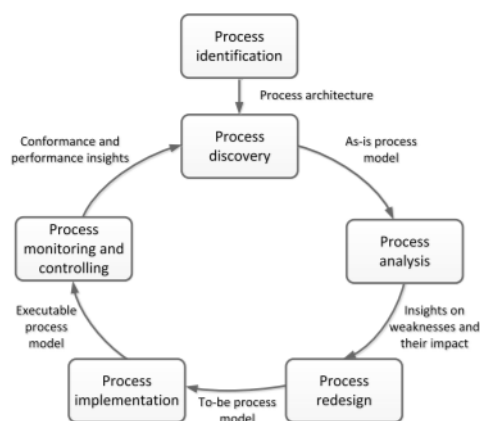 Process
identification
Process architecture
Process
discovery
As-is process
model
Process
analysis
Insights on
weaknesses and
their impact
Process
redesign
To-be process
model
Process
implementation
Executable
process
model
Process
monitoring and
controlling
Conformance and
performance insights